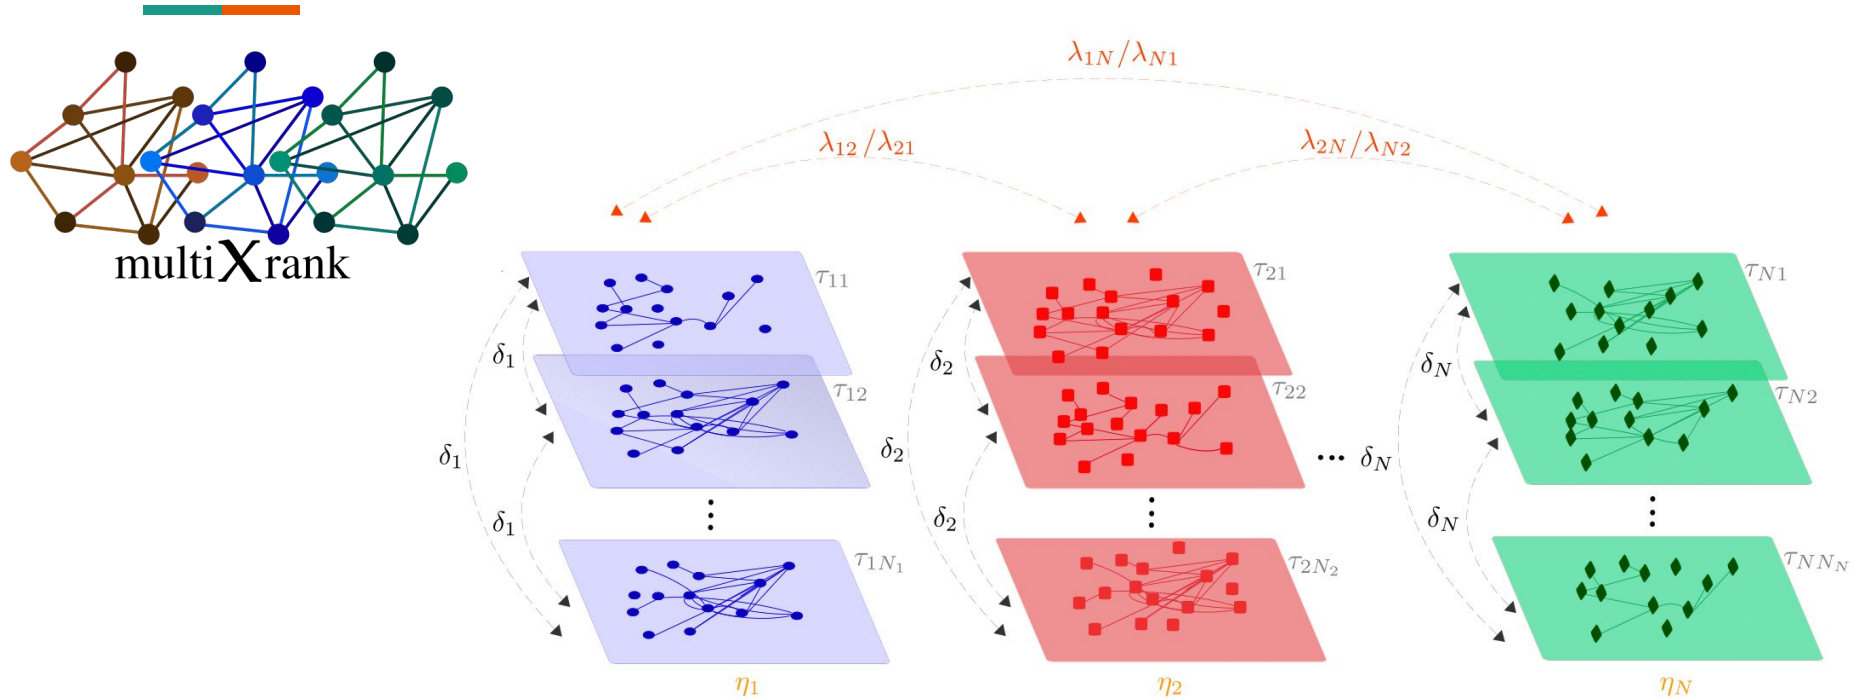 λ₁N/λN₁
λ₁₂/λ₂₁
λ₂N/λN₂
multiXrank
τ₁₁
τ₂₁
τN₁
δ₁
δ₂
δN
τ₁₂
τ₂₂
τN₂
δ₁
δ₂
... δN
δ₁
δ₂
δN
τ₁N₁
τ₂N₂
τNNN
η₁
η₂
ηN